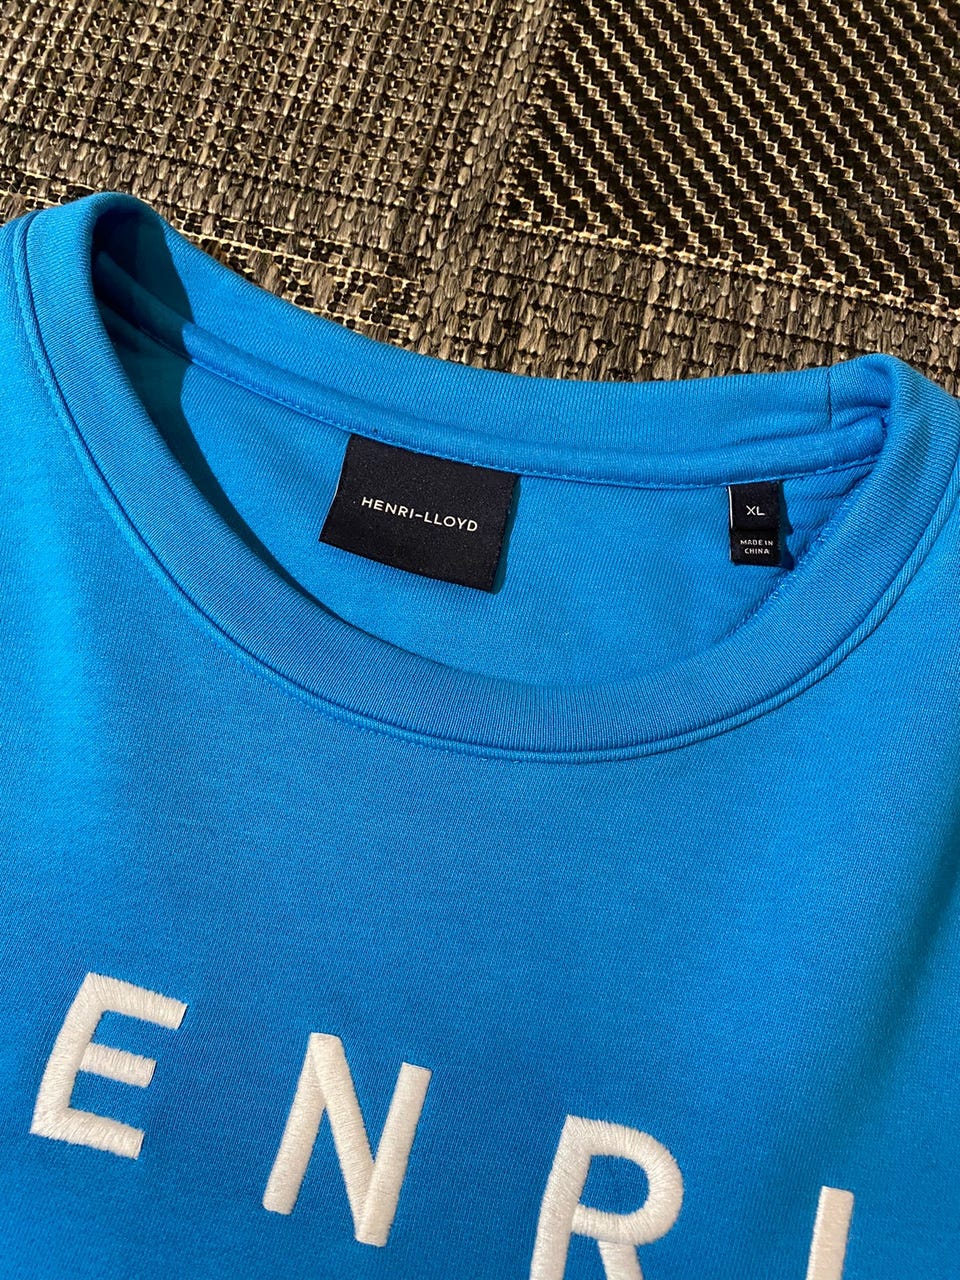 HENRI-LLOYD
XL
MADE IN
CHINA
ENRI